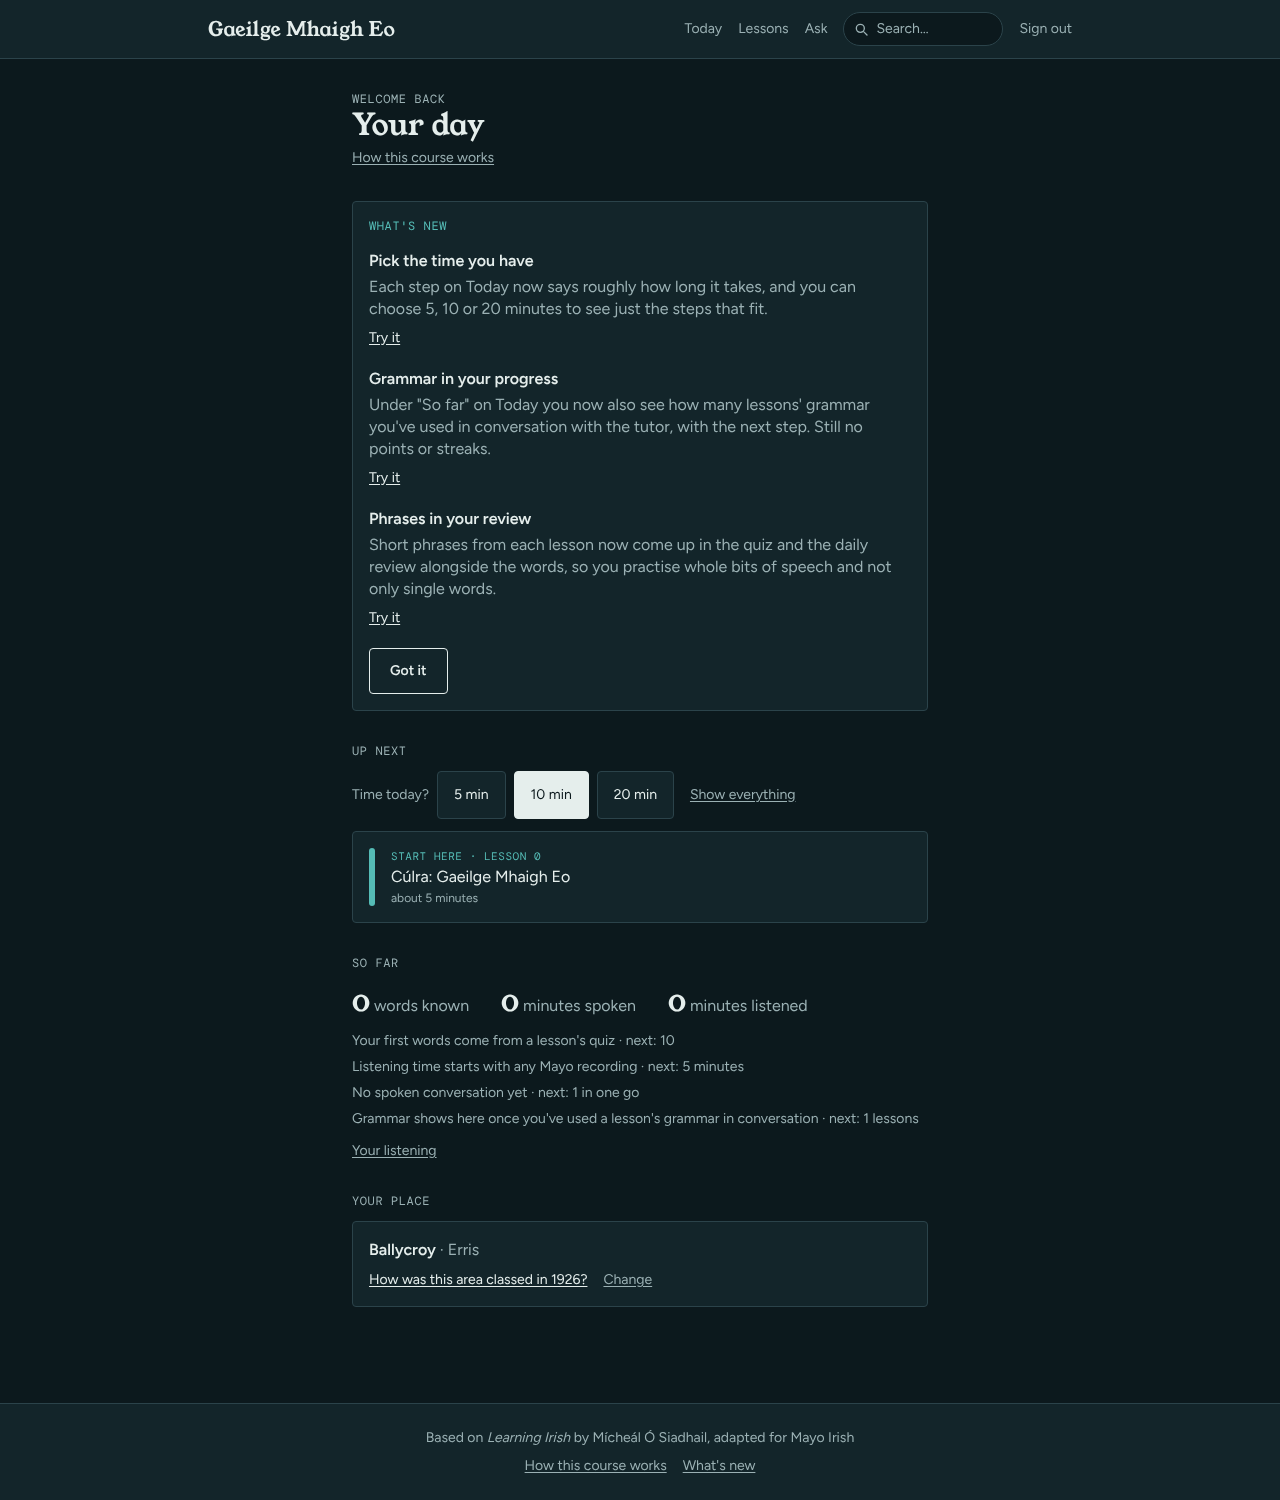 Gaeilge Mhaigh Eo
Today
Lessons
Ask
Search...
Sign out
WELCOME BACK
Your day
How this course works
WHAT'S NEW
Pick the time you have
Each step on Today now says roughly how long it takes, and you can
choose 5, 10 or 20 minutes to see just the steps that fit.
Try it
Grammar in your progress
Under "So far" on Today you now also see how many lessons' grammar
you've used in conversation with the tutor, with the next step. Still no
points or streaks.
Try it
Phrases in your review
Short phrases from each lesson now come up in the quiz and the daily
review alongside the words, so you practise whole bits of speech and not
only single words.
Try it
Got it
UP NEXT
Time today? 5 min 10 min 20 min Show everything
START HERE · LESSON 0
Cúlra: Gaeilge Mhaigh Eo
about 5 minutes
SO FAR
0 words known 0 minutes spoken 0 minutes listened
Your first words come from a lesson's quiz · next: 10
Listening time starts with any Mayo recording · next: 5 minutes
No spoken conversation yet · next: 1 in one go
Grammar shows here once you've used a lesson's grammar in conversation · next: 1 lessons
Your listening
YOUR PLACE
Ballycroy · Erris
How was this area classed in 1926? Change
Based on Learning Irish by Mícheál Ó Siadhail, adapted for Mayo Irish
How this course works What's new